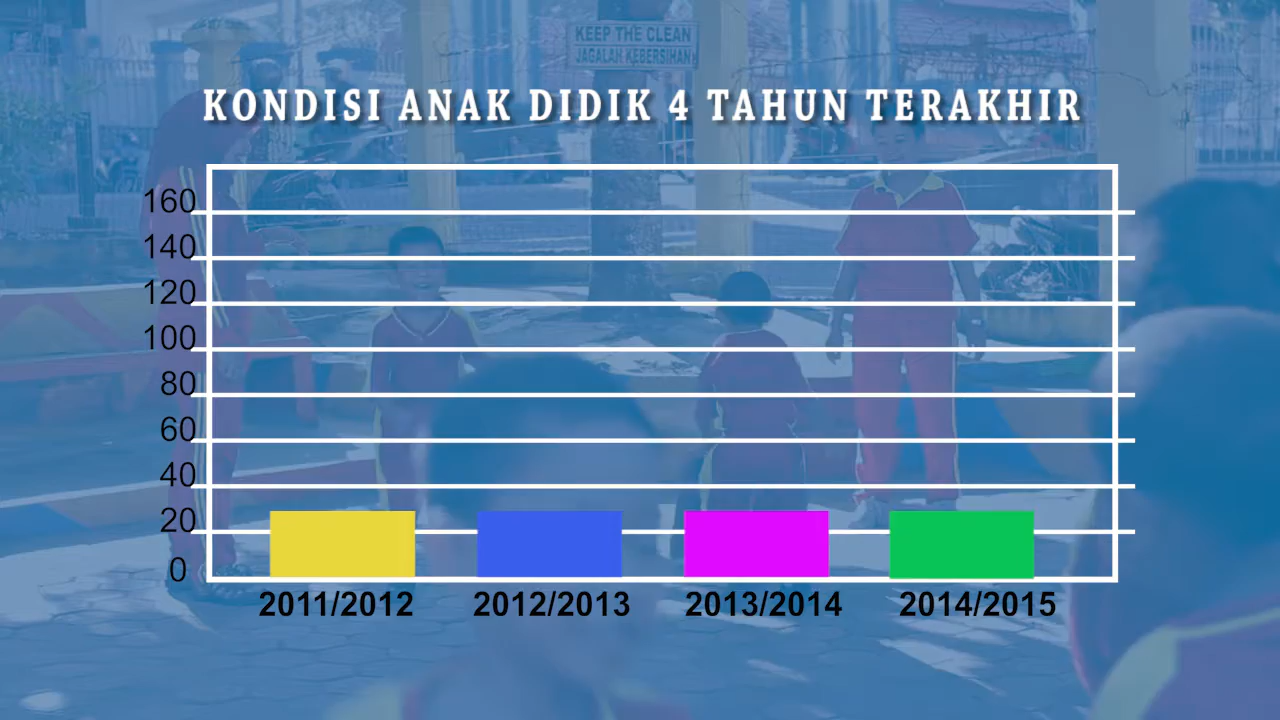 KEEP THE CLEAN
JAGALAH KEBERSIHAN
KONDISI ANAK DIDIK 4 TAHUN TERAKHIR
160
140
120
100
80
60
40
20
0
2011/2012 2012/2013 2013/2014 2014/2015